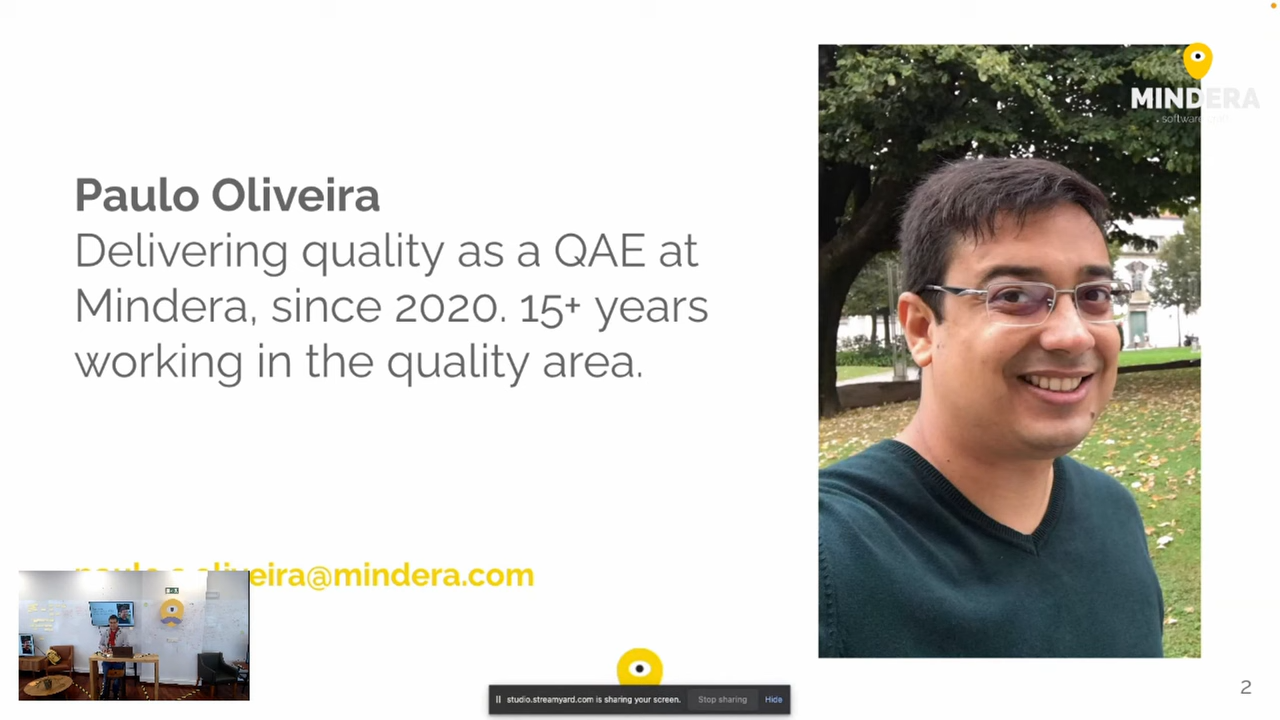 MINDERA
Paulo Oliveira
Delivering quality as a QAE at
Mindera, since 2020. 15+ years
working in the quality area.
eira@mindera.com
studio.streamyard.com is sharing your screen. Stop sharing Hide
2